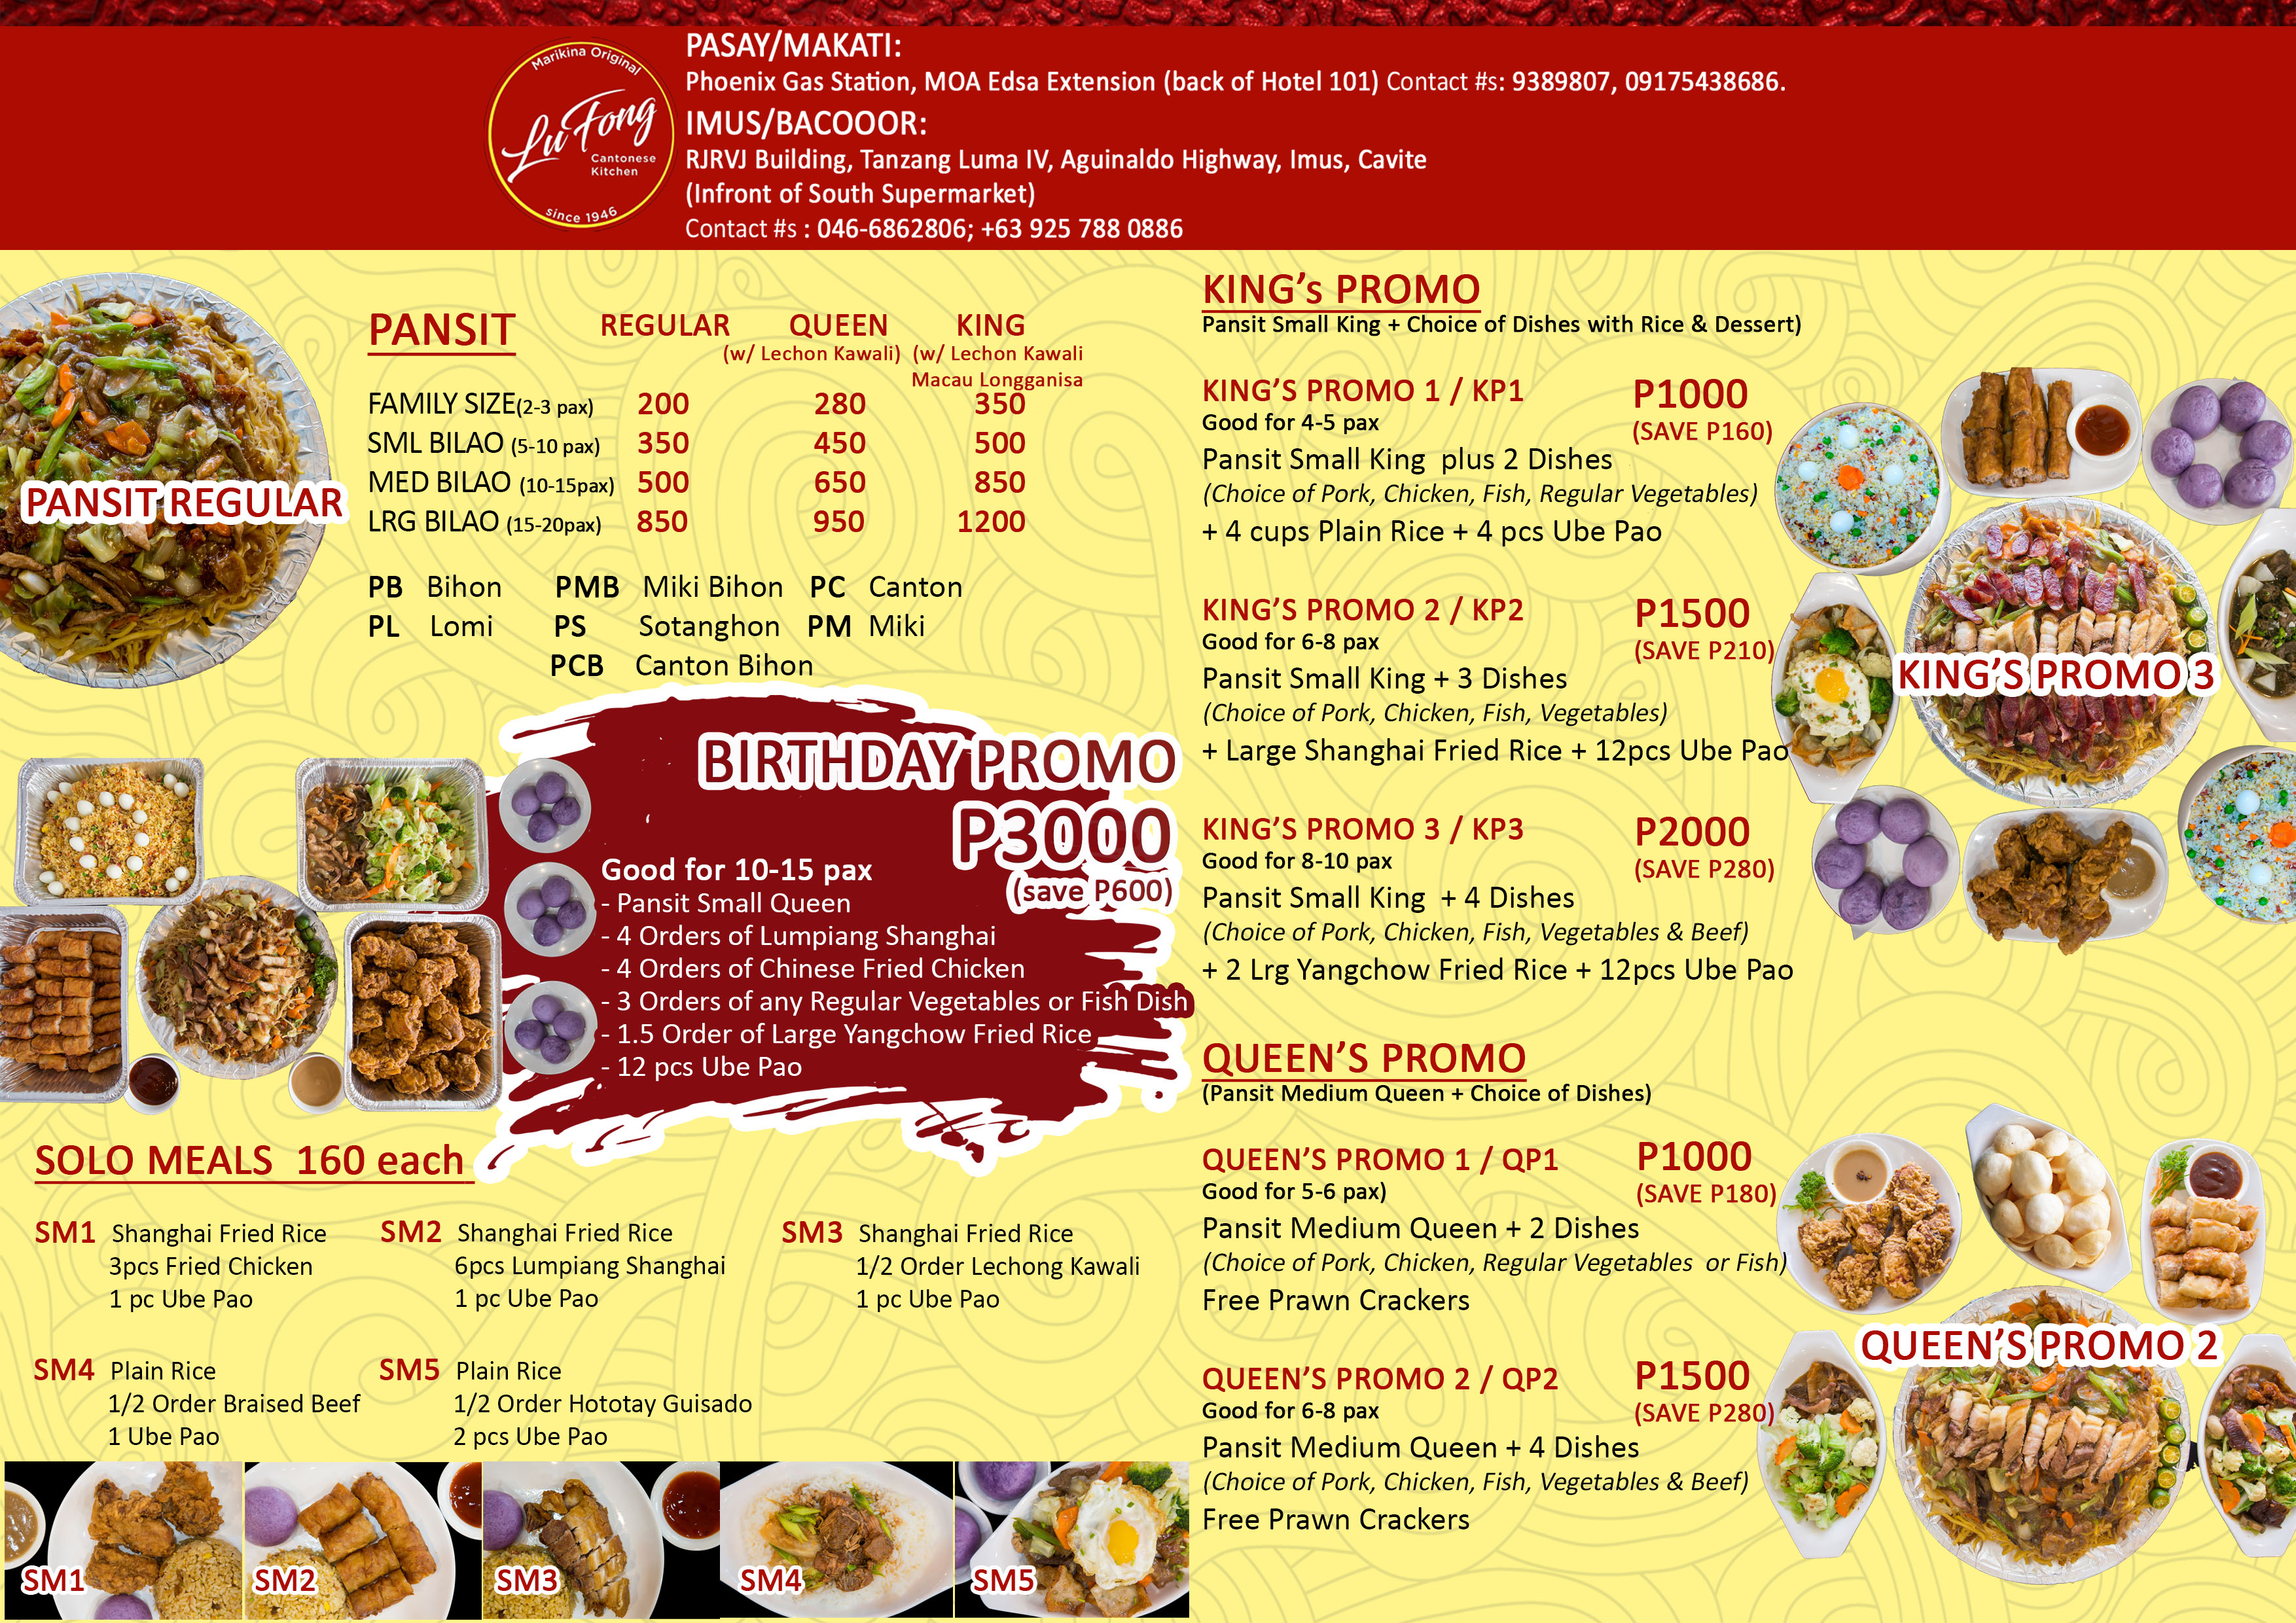 Marikina Original
Lu Fong
Cantonese
Kitchen
since 1946
PASAY/MAKATI:
Phoenix Gas Station, MOA Edsa Extension (back of Hotel 101) Contact #s: 9389807, 09175438686.
IMUS/BACOOOR:
RJRVJ Building, Tanzang Luma IV, Aguinaldo Highway, Imus, Cavite
(Infront of South Supermarket)
Contact #s : 046-6862806; +63 925 788 0886
PANSIT REGULAR
PANSIT REGULAR QUEEN KING
(w/ Lechon Kawali) (w/ Lechon Kawali
Macau Longganisa
FAMILY SIZE(2-3 pax) 200 280 350
SML BILAO (5-10 pax) 350 450 500
MED BILAO (10-15pax) 500 650 850
LRG BILAO (15-20pax) 850 950 1200
PB Bihon PMB Miki Bihon PC Canton
PL Lomi PS Sotanghon PM Miki
PCB Canton Bihon
BIRTHDAY PROMO
P3000
(save P600)
Good for 10-15 pax
- Pansit Small Queen
- 4 Orders of Lumpiang Shanghai
- 4 Orders of Chinese Fried Chicken
- 3 Orders of any Regular Vegetables or Fish Dish
- 1.5 Order of Large Yangchow Fried Rice
- 12 pcs Ube Pao
SOLO MEALS 160 each
SM1 Shanghai Fried Rice
3pcs Fried Chicken
1 pc Ube Pao
SM2 Shanghai Fried Rice
6pcs Lumpiang Shanghai
1 pc Ube Pao
SM3 Shanghai Fried Rice
1/2 Order Lechong Kawali
1 pc Ube Pao
SM4 Plain Rice
1/2 Order Braised Beef
1 Ube Pao
SM5 Plain Rice
1/2 Order Hototay Guisado
2 pcs Ube Pao
SM1
SM2
SM3
SM4
SM5
KING's PROMO
Pansit Small King + Choice of Dishes with Rice & Dessert)
KING'S PROMO 1 / KP1 P1000
Good for 4-5 pax (SAVE P160)
Pansit Small King plus 2 Dishes
(Choice of Pork, Chicken, Fish, Regular Vegetables)
+ 4 cups Plain Rice + 4 pcs Ube Pao
KING'S PROMO 2 / KP2 P1500
Good for 6-8 pax (SAVE P210)
Pansit Small King + 3 Dishes
(Choice of Pork, Chicken, Fish, Vegetables)
+ Large Shanghai Fried Rice + 12pcs Ube Pao
KING'S PROMO 3 / KP3 P2000
Good for 8-10 pax (SAVE P280)
Pansit Small King + 4 Dishes
(Choice of Pork, Chicken, Fish, Vegetables & Beef)
+ 2 Lrg Yangchow Fried Rice + 12pcs Ube Pao
KING'S PROMO 3
QUEEN'S PROMO
(Pansit Medium Queen + Choice of Dishes)
QUEEN'S PROMO 1 / QP1 P1000
Good for 5-6 pax) (SAVE P180)
Pansit Medium Queen + 2 Dishes
(Choice of Pork, Chicken, Regular Vegetables or Fish)
Free Prawn Crackers
QUEEN'S PROMO 2 / QP2 P1500
Good for 6-8 pax (SAVE P280)
Pansit Medium Queen + 4 Dishes
(Choice of Pork, Chicken, Fish, Vegetables & Beef)
Free Prawn Crackers
QUEEN'S PROMO 2